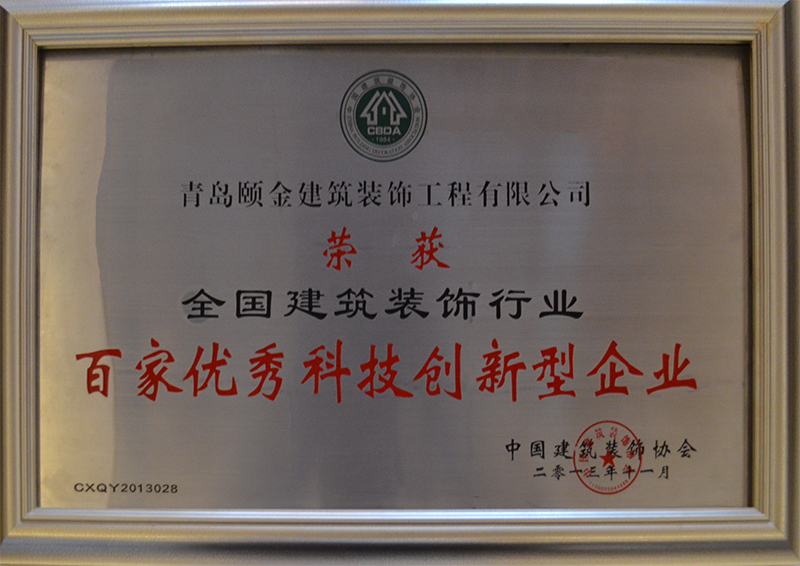 CBDA
1984
青岛颐金建筑装饰工程有限公司
荣 获
全国建筑装饰行业
百家优秀科技创新型企业
中国建筑装饰协会
二零一三年十一月
CXQY2013028